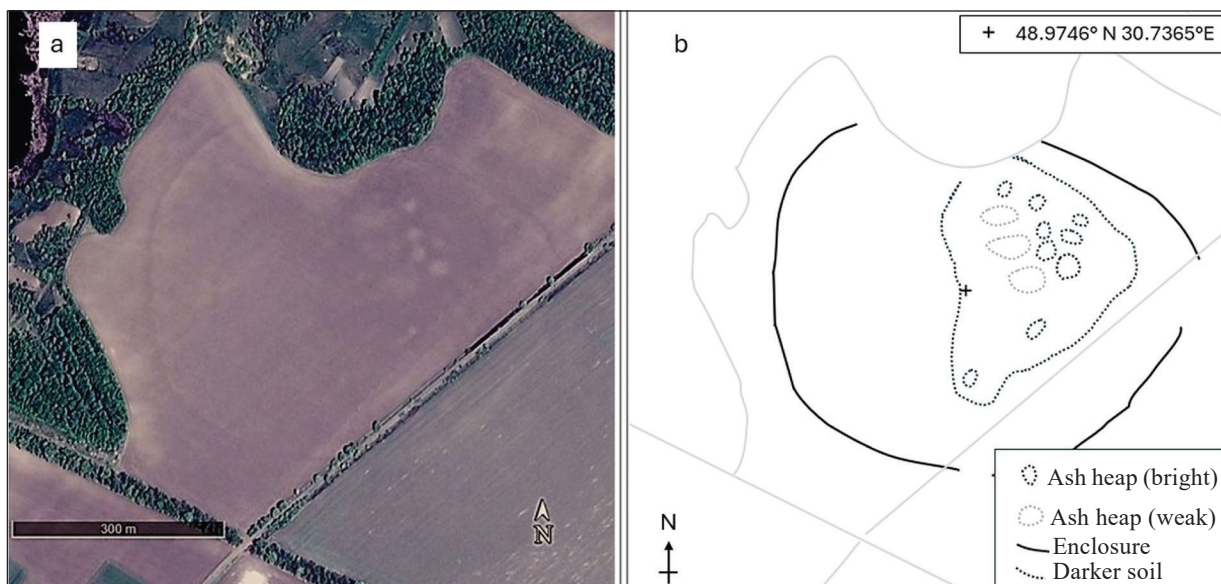 a
300 m
N
b
+ 48.9746° N 30.7365°E
N
Ash heap (bright)
Ash heap (weak)
Enclosure
Darker soil